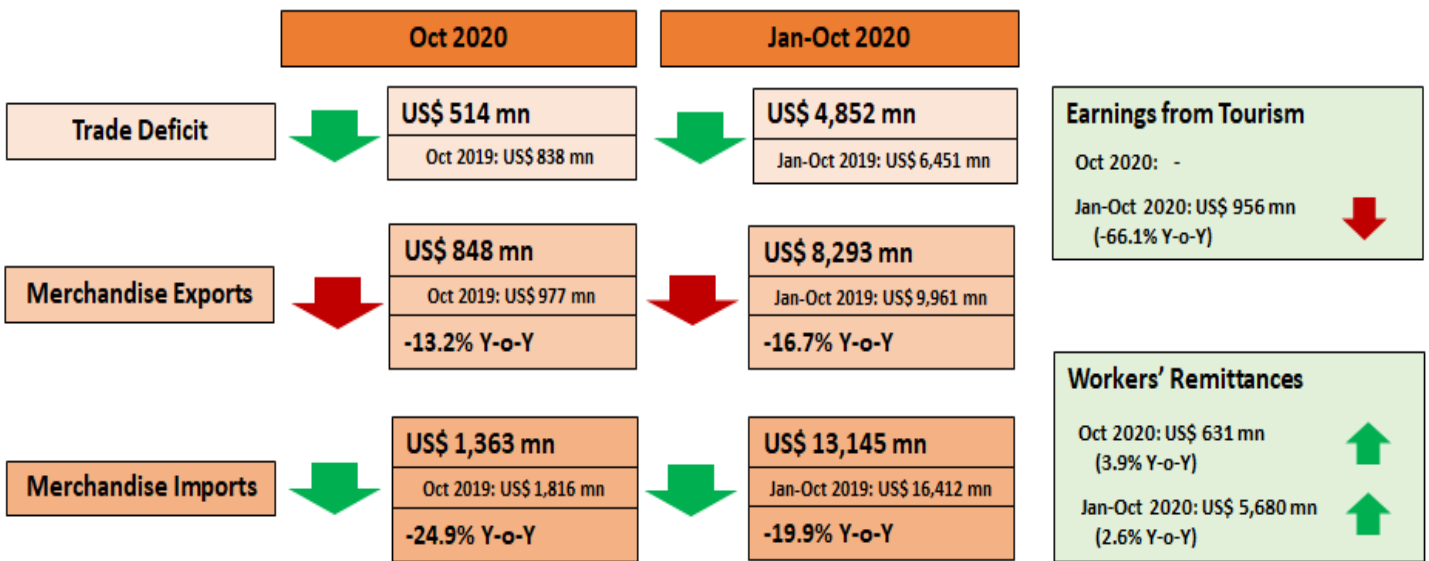 Oct 2020
Jan-Oct 2020
Trade Deficit
US$ 514 mn
Oct 2019: US$ 838 mn
US$ 4,852 mn
Jan-Oct 2019: US$ 6,451 mn
Merchandise Exports
US$ 848 mn
Oct 2019: US$ 977 mn
-13.2% Y-o-Y
US$ 8,293 mn
Jan-Oct 2019: US$ 9,961 mn
-16.7% Y-o-Y
Merchandise Imports
US$ 1,363 mn
Oct 2019: US$ 1,816 mn
-24.9% Y-o-Y
US$ 13,145 mn
Jan-Oct 2019: US$ 16,412 mn
-19.9% Y-o-Y
Earnings from Tourism
Oct 2020: -
Jan-Oct 2020: US$ 956 mn
(-66.1% Y-o-Y)
Workers’ Remittances
Oct 2020: US$ 631 mn
(3.9% Y-o-Y)
Jan-Oct 2020: US$ 5,680 mn
(2.6% Y-o-Y)